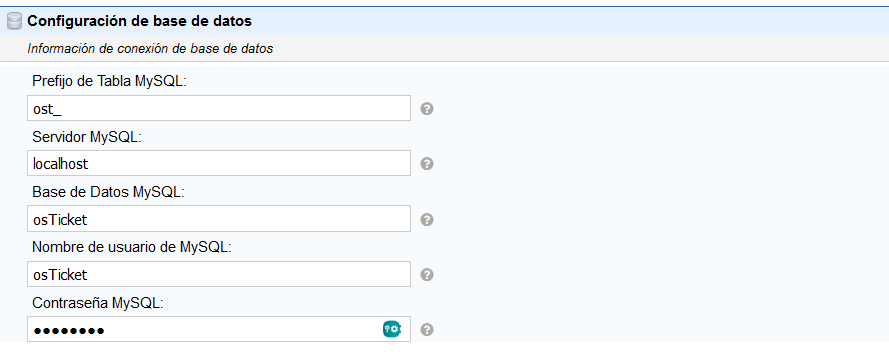 Configuración de base de datos
Información de conexión de base de datos
Prefijo de Tabla MySQL:
ost_
Servidor MySQL:
localhost
Base de Datos MySQL:
osTicket
Nombre de usuario de MySQL:
osTicket
Contraseña MySQL:
●●●●●●●●